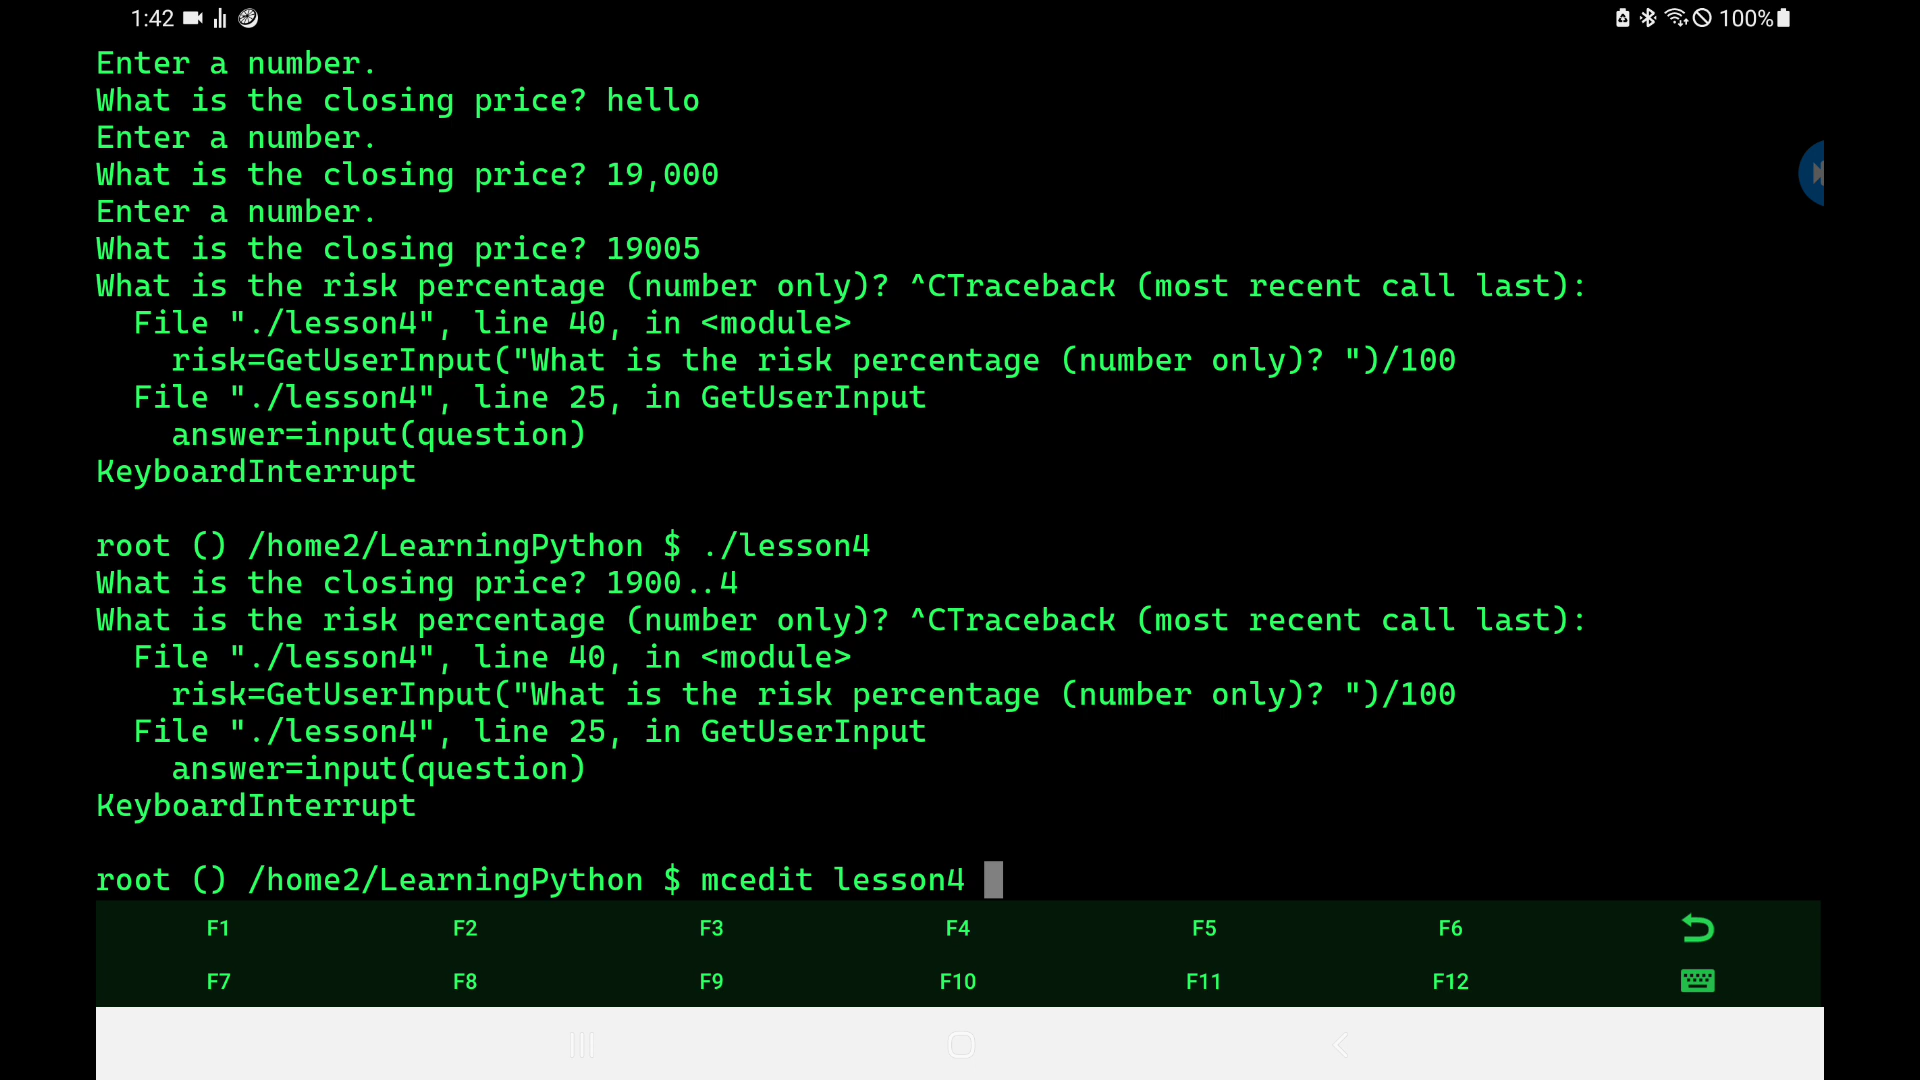 1:42
100%
Enter a number.
What is the closing price? hello
Enter a number.
What is the closing price? 19,000
Enter a number.
What is the closing price? 19005
What is the risk percentage (number only)? ^CTraceback (most recent call last):
  File "./lesson4", line 40, in <module>
    risk=GetUserInput("What is the risk percentage (number only)? ")/100
  File "./lesson4", line 25, in GetUserInput
    answer=input(question)
KeyboardInterrupt
root () /home2/LearningPython $ ./lesson4
What is the closing price? 1900..4
What is the risk percentage (number only)? ^CTraceback (most recent call last):
  File "./lesson4", line 40, in <module>
    risk=GetUserInput("What is the risk percentage (number only)? ")/100
  File "./lesson4", line 25, in GetUserInput
    answer=input(question)
KeyboardInterrupt
root () /home2/LearningPython $ mcedit lesson4
F1 F2 F3 F4 F5 F6
F7 F8 F9 F10 F11 F12